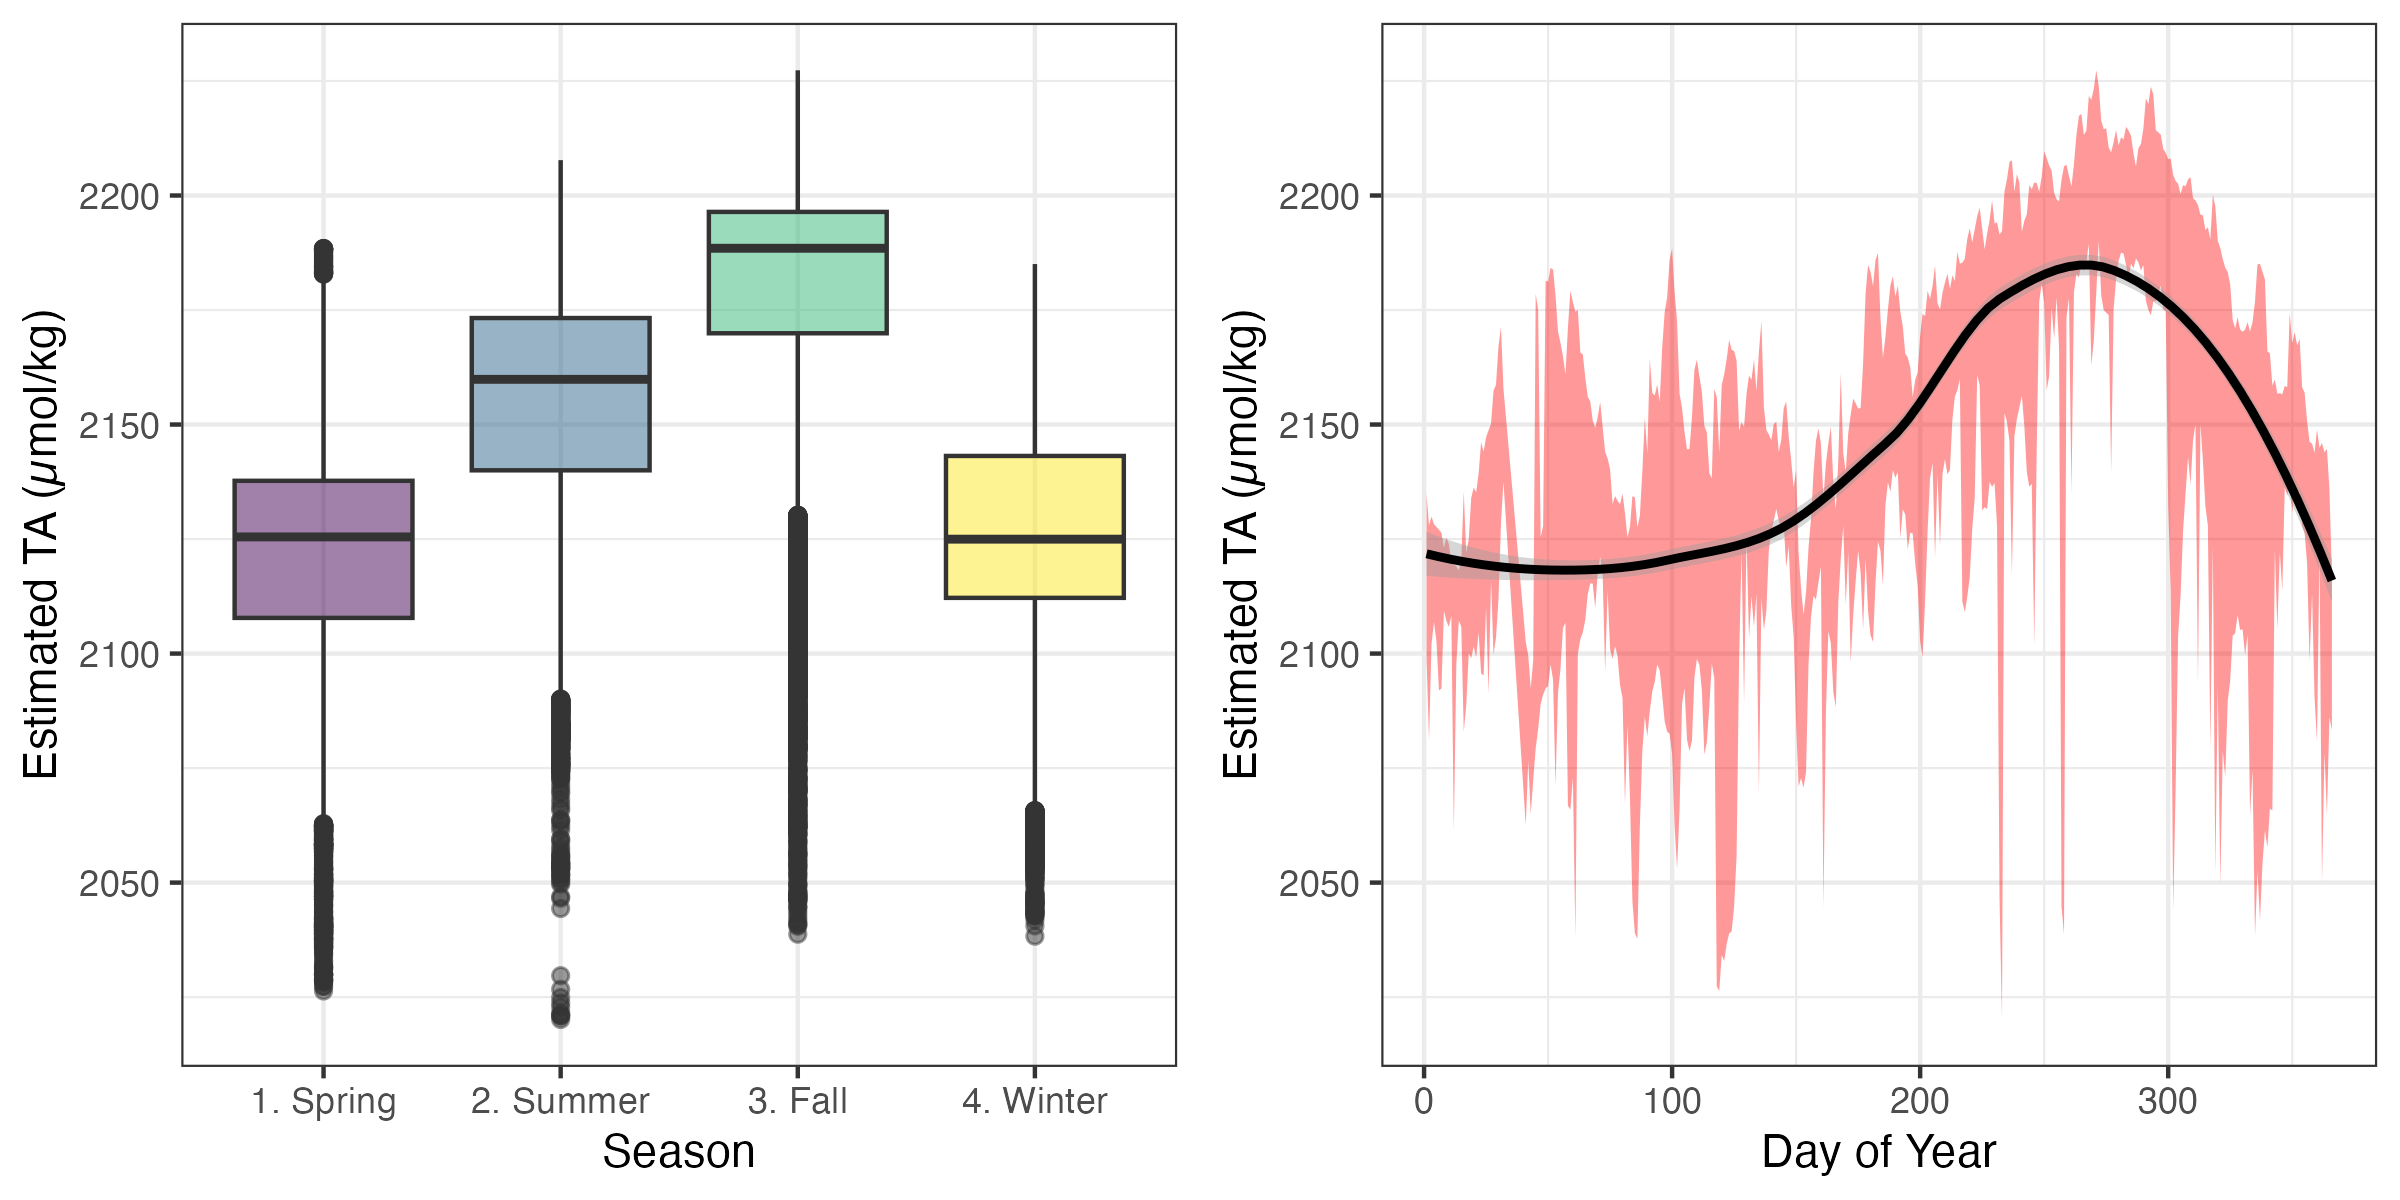 Estimated TA (μmol/kg)
2200
2150
2100
2050
1. Spring
2. Summer
3. Fall
4. Winter
Season
Estimated TA (μmol/kg)
2200
2150
2100
2050
0
100
200
300
Day of Year